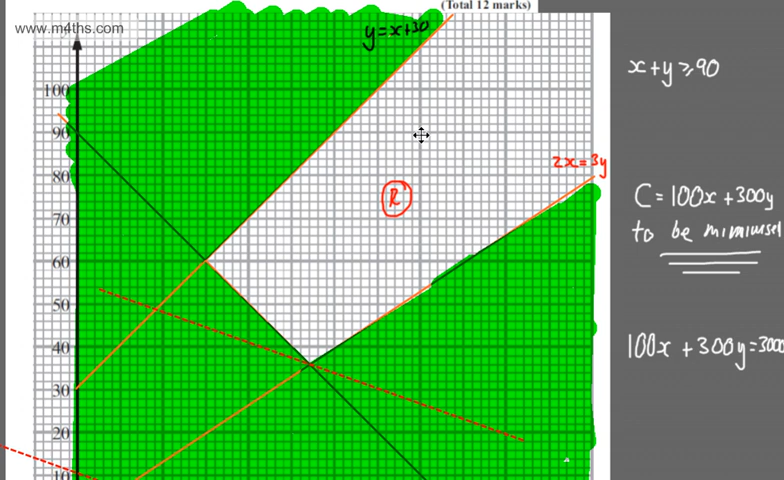 (Total 12 marks)
www.m4ths.com
y=x+30
x+y⩾90
100
90
80
2x=3y
70
R
C=100x+300y
to be mimimsel
60
50
40
100x+300y=3000
30
20
10